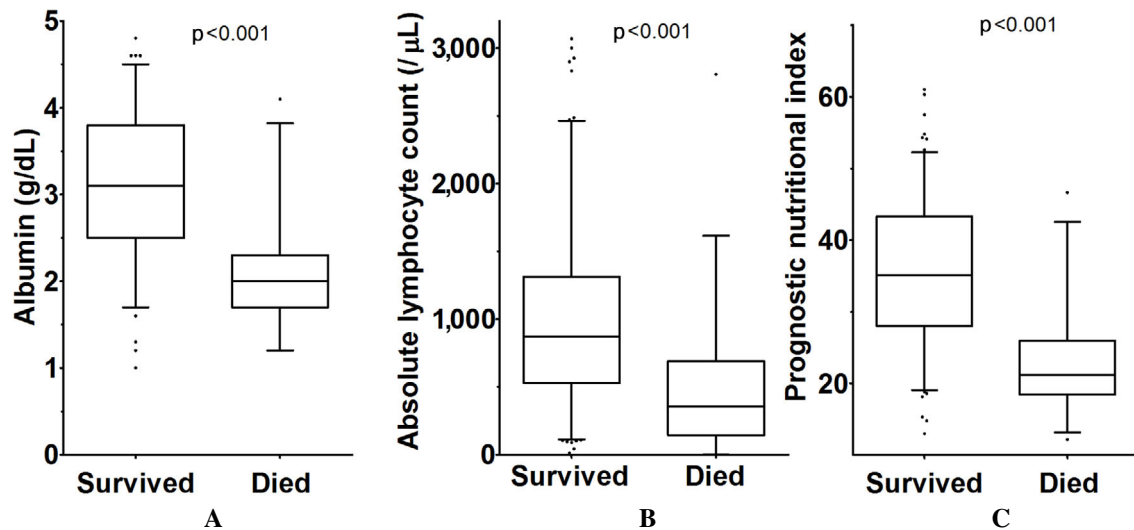 Albumin (g/dL)
5
4
3
2
1
0
p<0.001
Survived Died
A
Absolute lymphocyte count (/μL)
3,000
2,000
1,000
0
p<0.001
Survived Died
B
Prognostic nutritional index
60
40
20
p<0.001
Survived Died
C